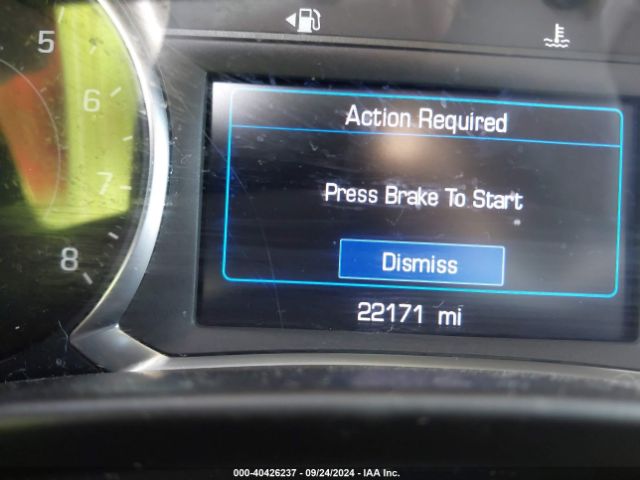 5
6
7
8
Action Required
Press Brake To Start
Dismiss
22171 mi
000-40426237 - 09/24/2024 - IAA Inc.